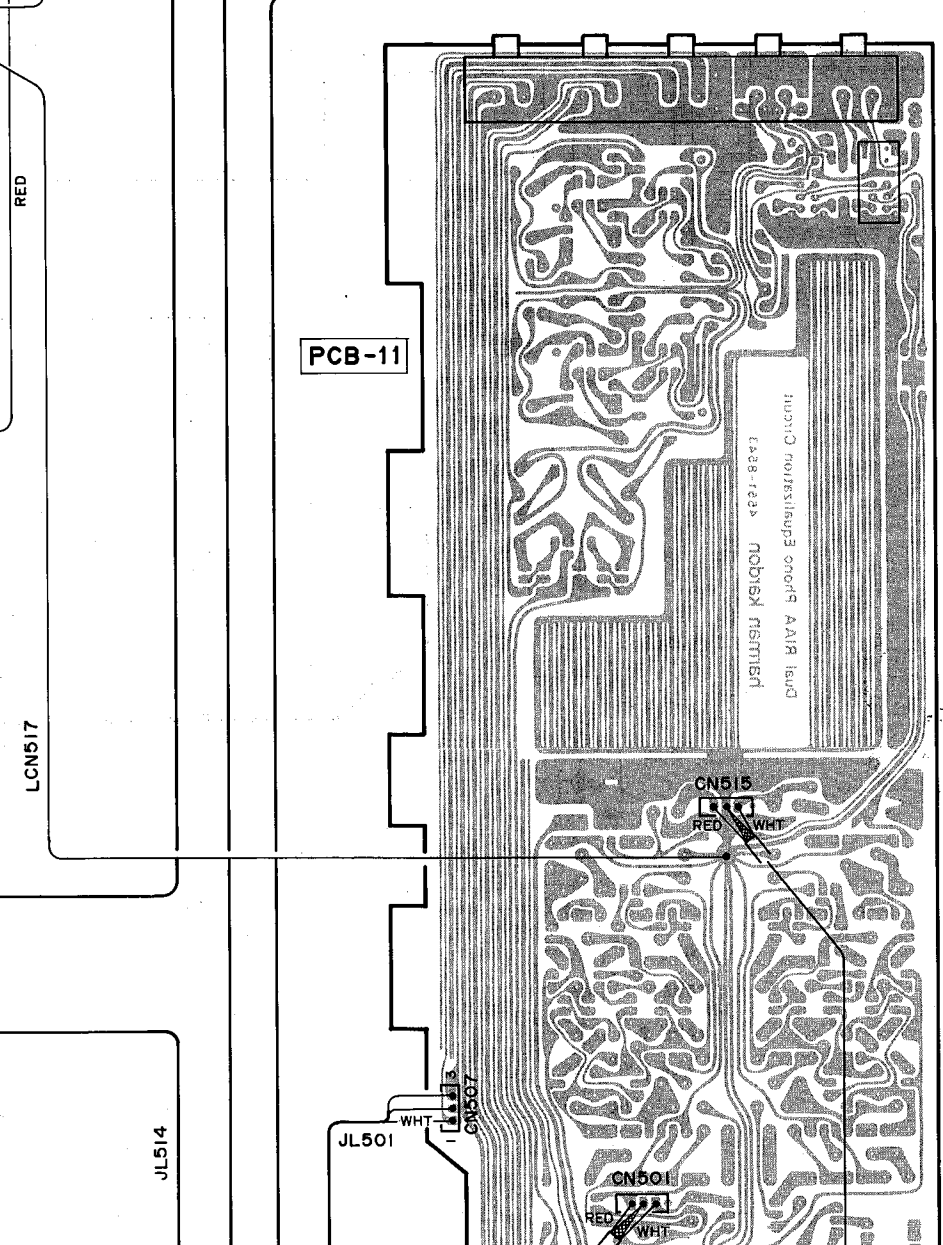 RED
PCB-11
Dual RIAA Phono Equalization Circuit
harman kardon
LCN517
CN515
RED
WHT
3
CN507
WHT
1
JL501
JL514
CN501
RED
WHT